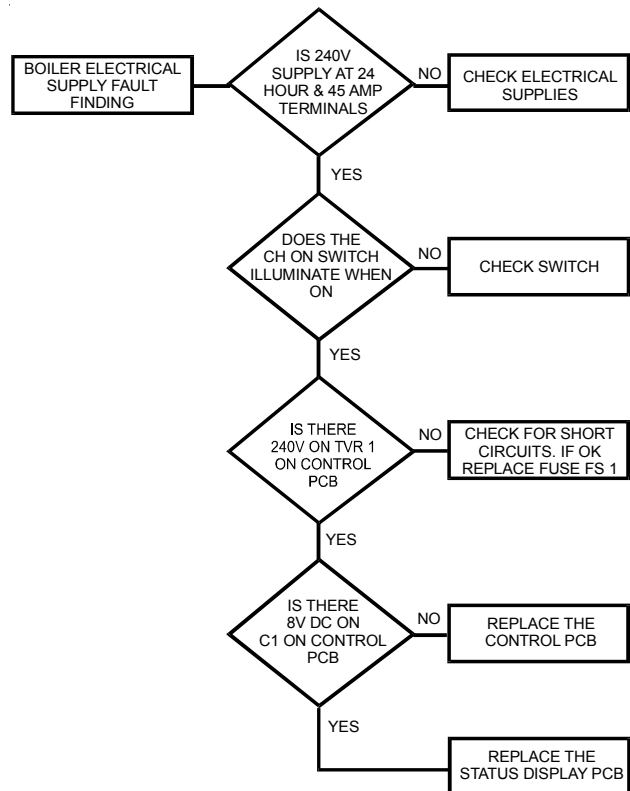 BOILER ELECTRICAL
SUPPLY FAULT
FINDING
IS 240V
SUPPLY AT 24
HOUR & 45 AMP
TERMINALS
NO
CHECK ELECTRICAL
SUPPLIES
YES
DOES THE
CH ON SWITCH
ILLUMINATE WHEN
ON
NO
CHECK SWITCH
YES
IS THERE
240V ON TVR 1
ON CONTROL
PCB
NO
CHECK FOR SHORT
CIRCUITS. IF OK
REPLACE FUSE FS 1
YES
IS THERE
8V DC ON
C1 ON CONTROL
PCB
NO
REPLACE THE
CONTROL PCB
YES
REPLACE THE
STATUS DISPLAY PCB